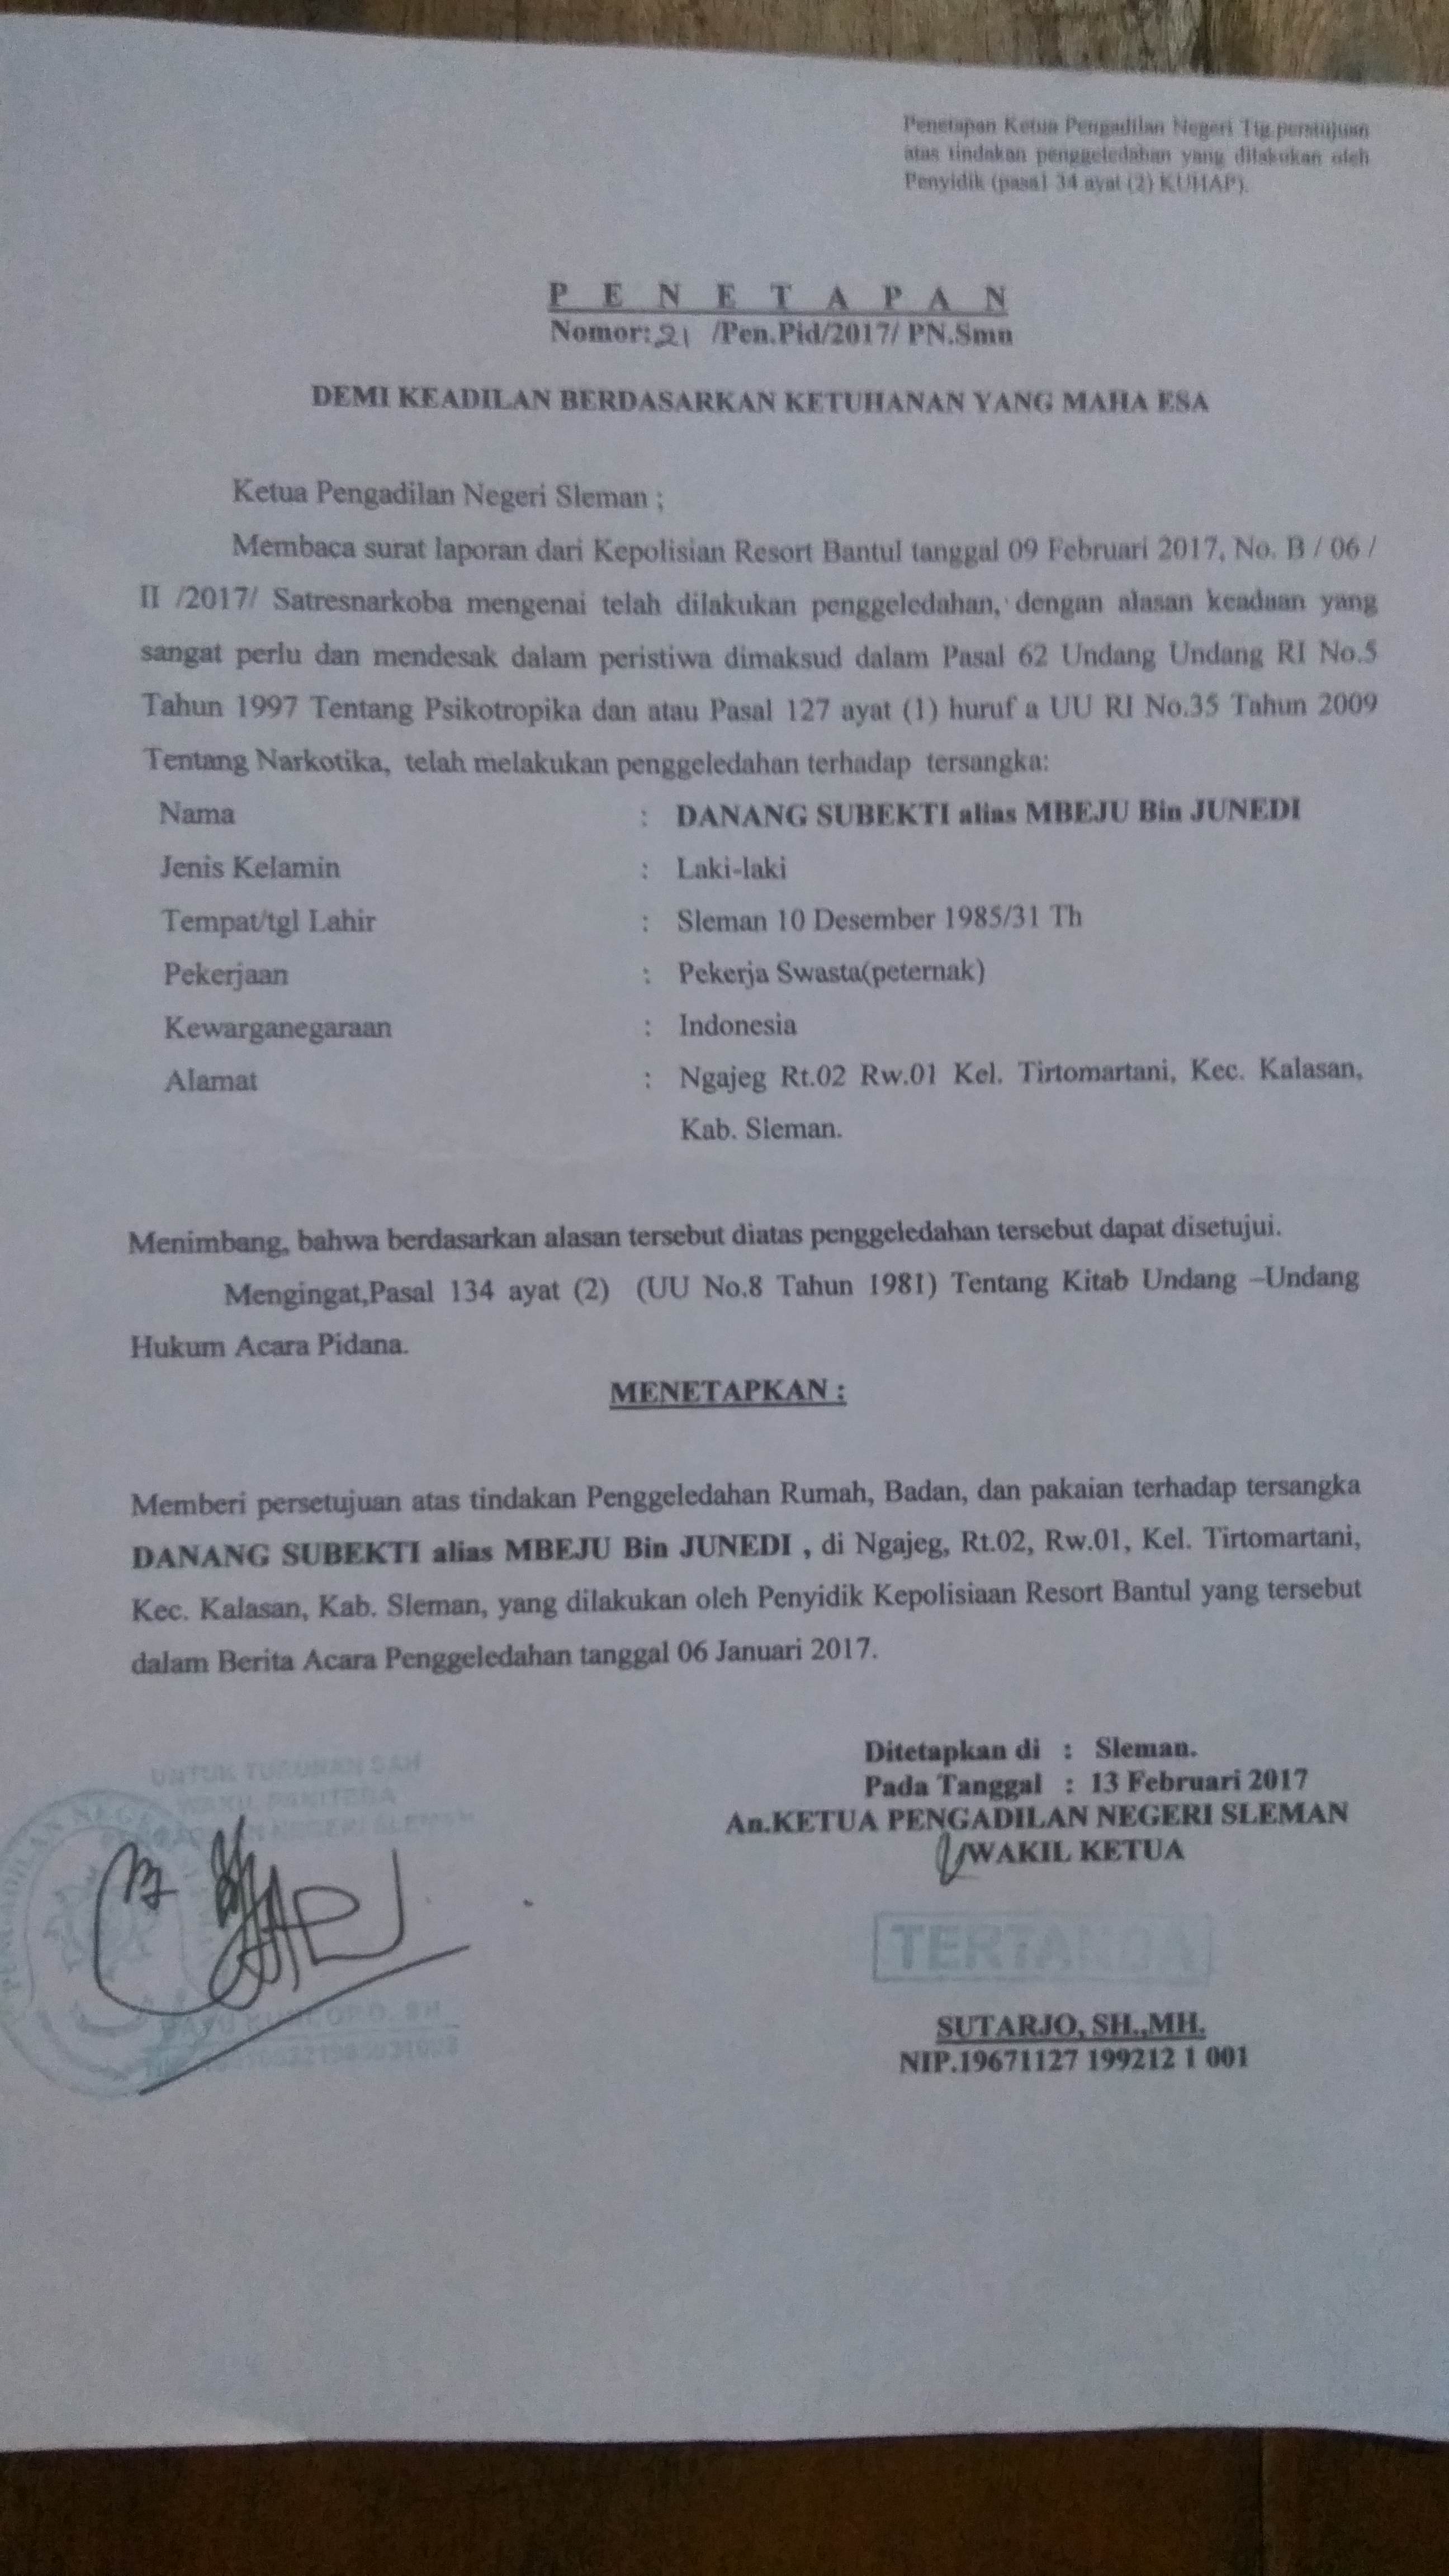 Penetapan Ketua Pengadilan Negeri Ttg.persetujuan
atas tindakan penggeledahan yang dilakukan oleh
Penyidik (pasal 34 ayat (2) KUHAP).
P E N E T A P A N
Nomor: 21 /Pen.Pid/2017/ PN.Smn
DEMI KEADILAN BERDASARKAN KETUHANAN YANG MAHA ESA
Ketua Pengadilan Negeri Sleman ;
Membaca surat laporan dari Kepolisian Resort Bantul tanggal 09 Februari 2017, No. B / 06 /
II /2017/ Satresnarkoba mengenai telah dilakukan penggeledahan, dengan alasan keadaan yang
sangat perlu dan mendesak dalam peristiwa dimaksud dalam Pasal 62 Undang Undang RI No.5
Tahun 1997 Tentang Psikotropika dan atau Pasal 127 ayat (1) huruf a UU RI No.35 Tahun 2009
Tentang Narkotika, telah melakukan penggeledahan terhadap tersangka:
Nama : DANANG SUBEKTI alias MBEJU Bin JUNEDI
Jenis Kelamin : Laki-laki
Tempat/tgl Lahir : Sleman 10 Desember 1985/31 Th
Pekerjaan : Pekerja Swasta(peternak)
Kewarganegaraan : Indonesia
Alamat : Ngajeg Rt.02 Rw.01 Kel. Tirtomartani, Kec. Kalasan,
Kab. Sleman.
Menimbang, bahwa berdasarkan alasan tersebut diatas penggeledahan tersebut dapat disetujui.
Mengingat,Pasal 134 ayat (2) (UU No.8 Tahun 1981) Tentang Kitab Undang –Undang
Hukum Acara Pidana.
MENETAPKAN :
Memberi persetujuan atas tindakan Penggeledahan Rumah, Badan, dan pakaian terhadap tersangka
DANANG SUBEKTI alias MBEJU Bin JUNEDI , di Ngajeg, Rt.02, Rw.01, Kel. Tirtomartani,
Kec. Kalasan, Kab. Sleman, yang dilakukan oleh Penyidik Kepolisiaan Resort Bantul yang tersebut
dalam Berita Acara Penggeledahan tanggal 06 Januari 2017.
Ditetapkan di : Sleman.
Pada Tanggal : 13 Februari 2017
An.KETUA PENGADILAN NEGERI SLEMAN
WAKIL KETUA
TERTANDA
SUTARJO, SH.,MH.
NIP.19671127 199212 1 001
UNTUK TURUNAN SAH
WAKIL PANITERA
PENGADILAN NEGERI SLEMAN